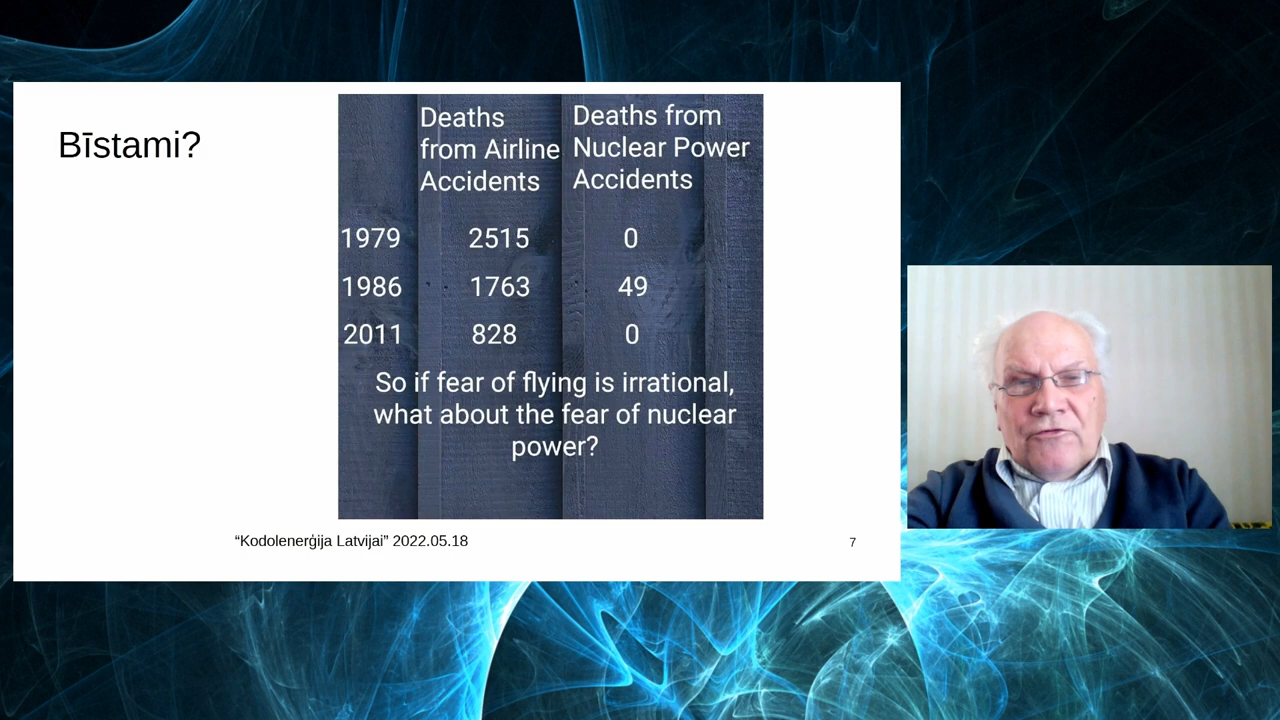 Bīstami?
Deaths
from Airline
Accidents
Deaths from
Nuclear Power
Accidents
1979 2515 0
1986 1763 49
2011 828 0
So if fear of flying is irrational,
what about the fear of nuclear
power?
“Kodolenerģija Latvijai” 2022.05.18
7